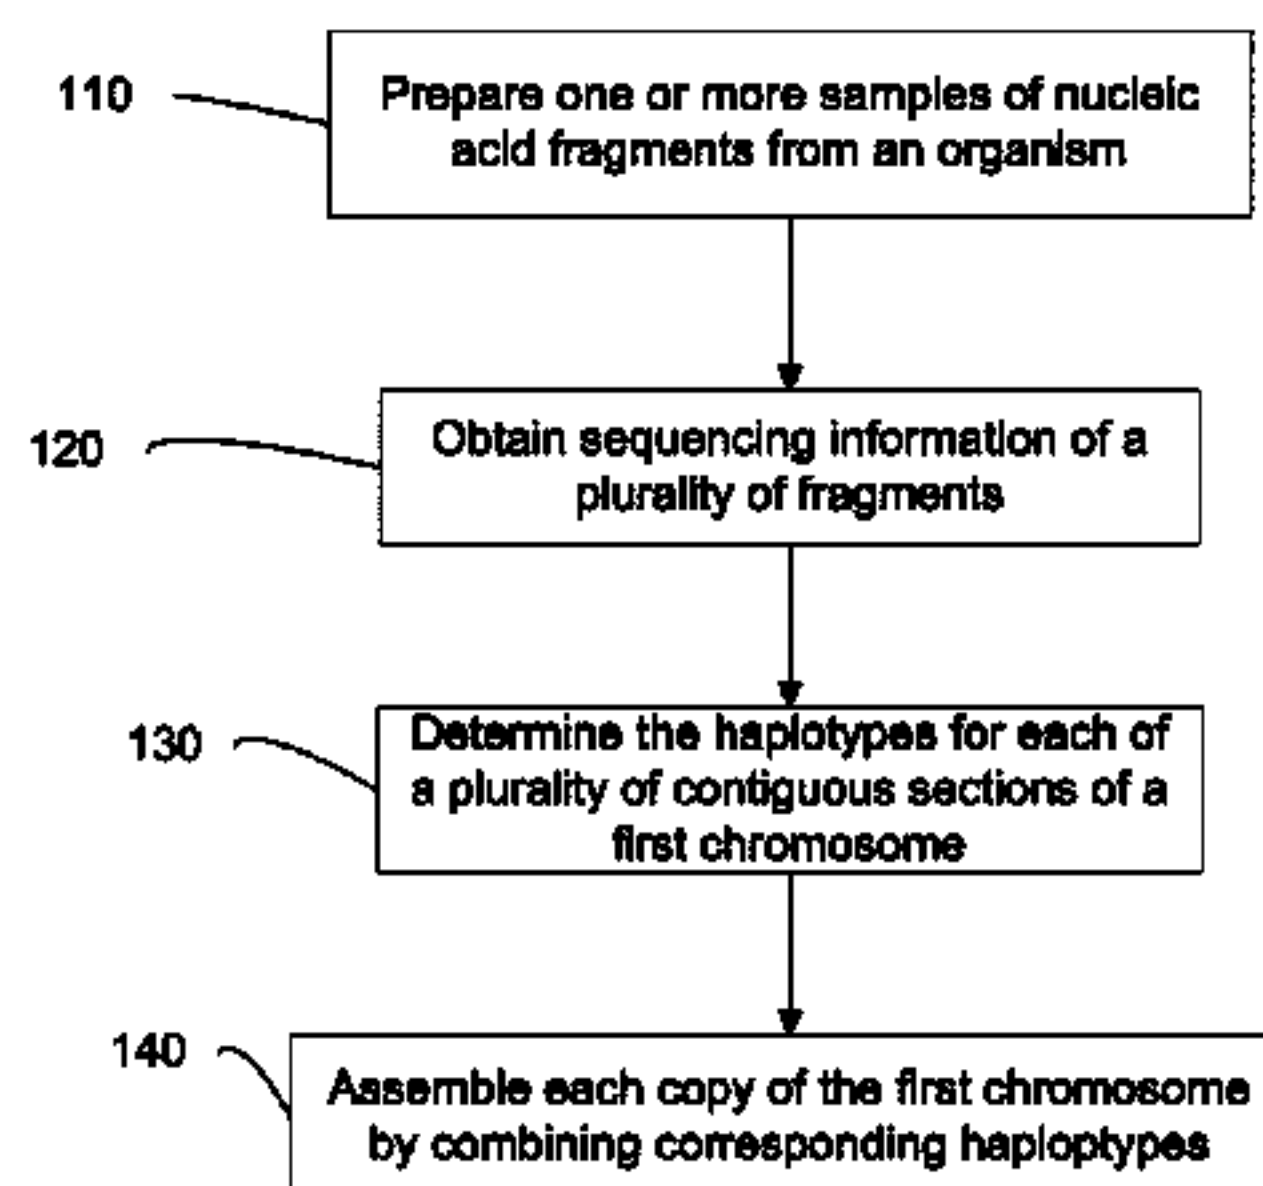 110
Prepare one or more samples of nucleic
acid fragments from an organism
120
Obtain sequencing information of a
plurality of fragments
130
Determine the haplotypes for each of
a plurality of contiguous sections of a
first chromosome
140
Assemble each copy of the first chromosome
by combining corresponding haploptypes